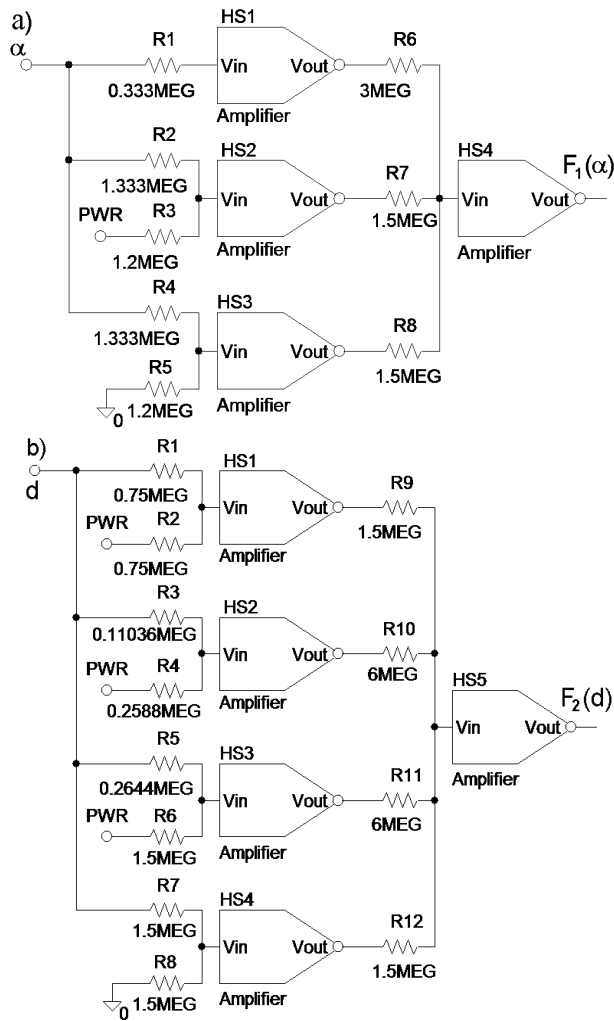 a)
α
R1
0.333MEG
HS1
Vin
Vout
Amplifier
R6
3MEG
R2
1.333MEG
PWR
R3
1.2MEG
HS2
Vin
Vout
Amplifier
R7
1.5MEG
HS4
Vin
Vout
Amplifier
F1(α)
R4
1.333MEG
R5
0
1.2MEG
HS3
Vin
Vout
Amplifier
R8
1.5MEG
b)
d
R1
0.75MEG
PWR
R2
0.75MEG
HS1
Vin
Vout
Amplifier
R9
1.5MEG
R3
0.11036MEG
PWR
R4
0.2588MEG
HS2
Vin
Vout
Amplifier
R10
6MEG
HS5
Vin
Vout
Amplifier
F2(d)
R5
0.2644MEG
PWR
R6
1.5MEG
HS3
Vin
Vout
Amplifier
R11
6MEG
R7
1.5MEG
R8
0
1.5MEG
HS4
Vin
Vout
Amplifier
R12
1.5MEG